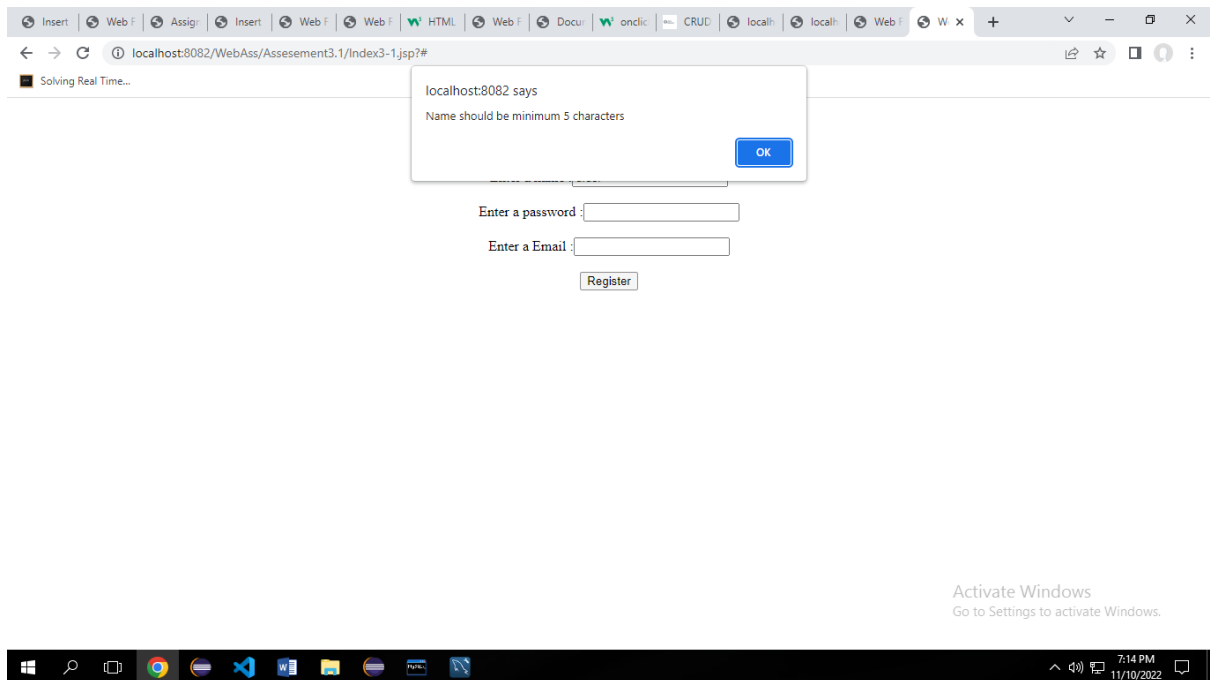 Insert Web F Assign Insert Web F Web F HTML Web F Docur onclic CRUD localh localh Web F We
localhost:8082/WebAss/Assesement3.1/Index3-1.jsp?#
Solving Real Time...
localhost:8082 says
Name should be minimum 5 characters
OK
Enter a password :
Enter a Email :
Register
Activate Windows
Go to Settings to activate Windows.
7:14 PM
11/10/2022